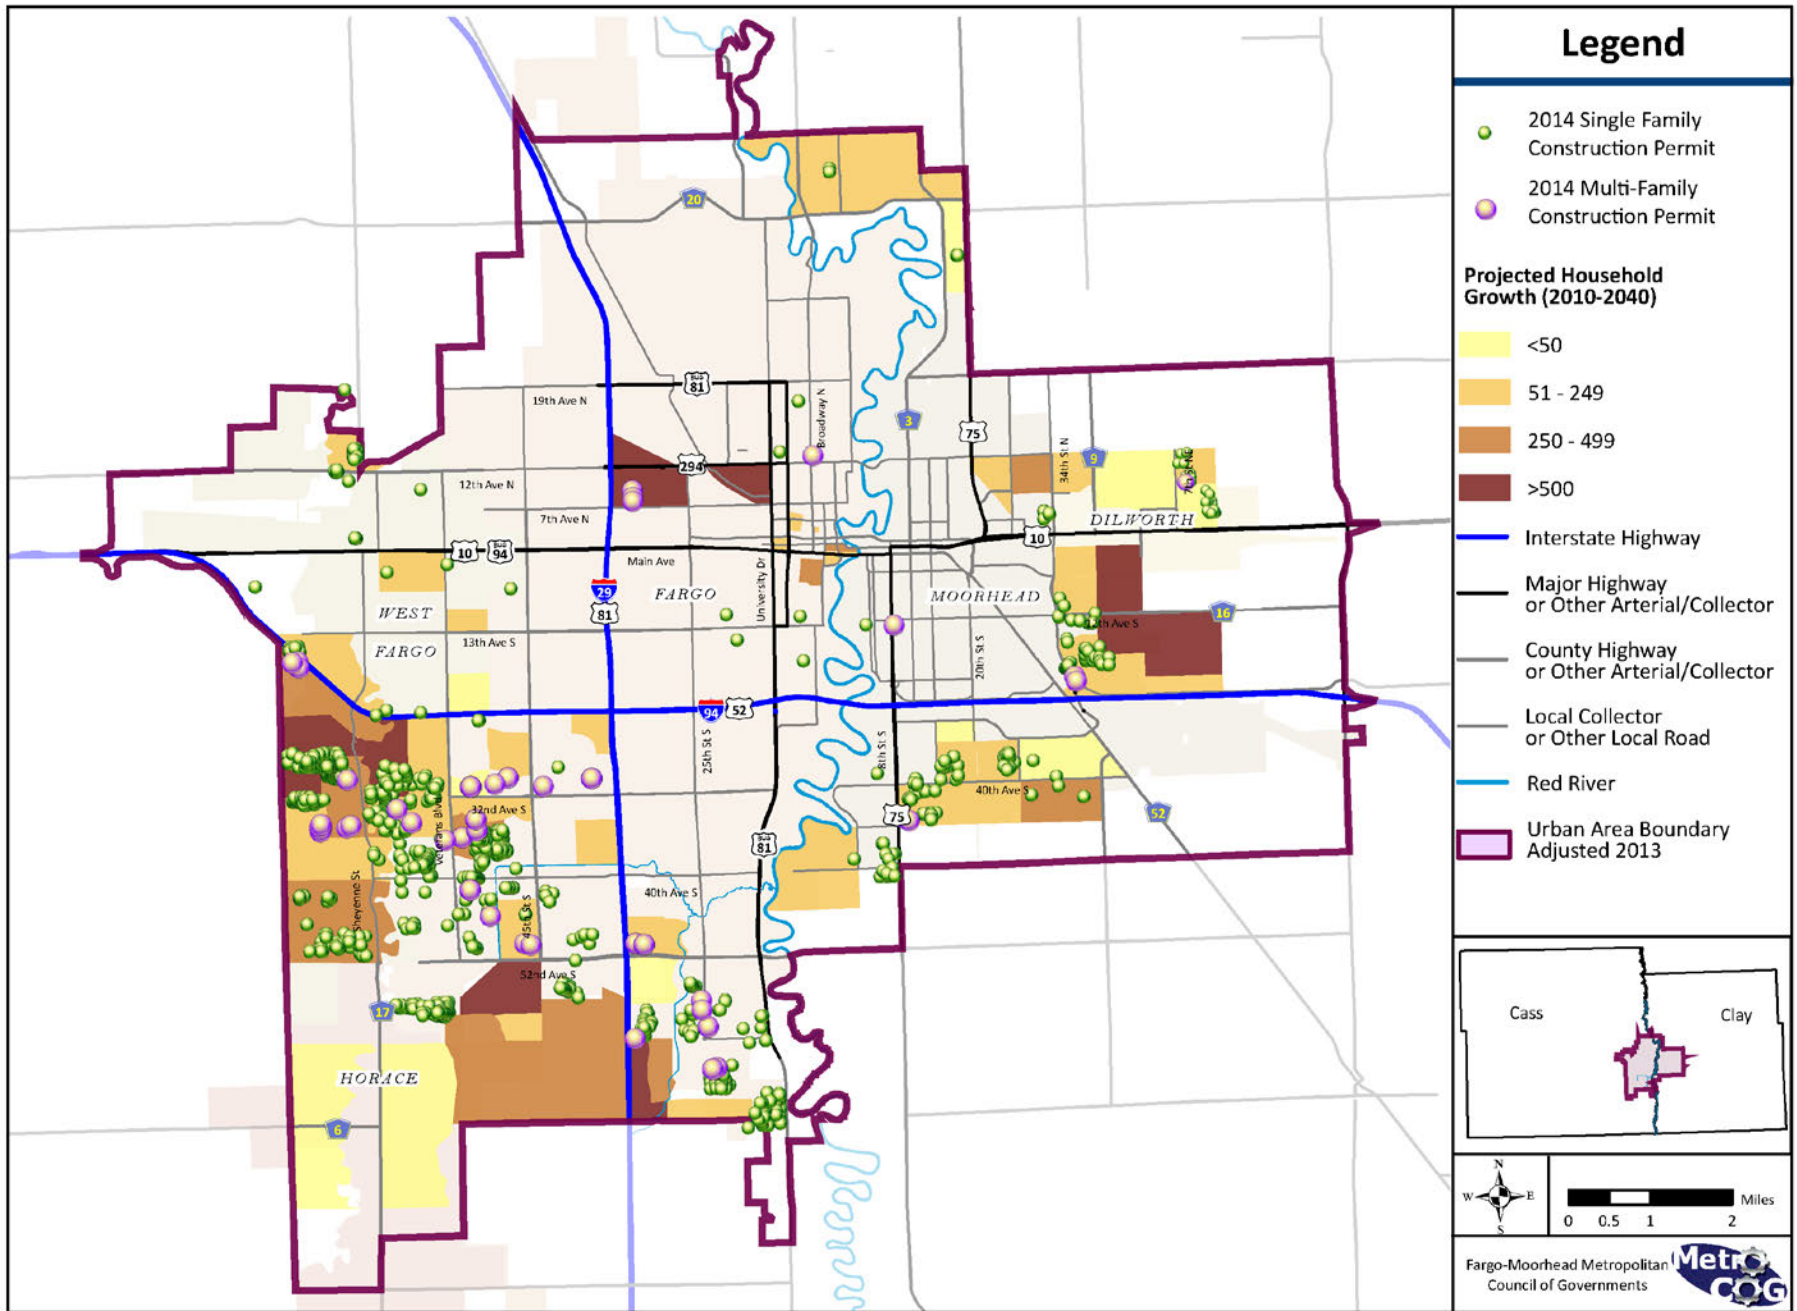 Legend
2014 Single Family
Construction Permit
2014 Multi-Family
Construction Permit
Projected Household
Growth (2010-2040)
<50
51 - 249
250 - 499
>500
Interstate Highway
Major Highway
or Other Arterial/Collector
County Highway
or Other Arterial/Collector
Local Collector
or Other Local Road
Red River
Urban Area Boundary
Adjusted 2013
Cass
Clay
N
W
E
S
Miles
0 0.5 1 2
Fargo-Moorhead Metropolitan
Council of Governments
Metro
COG
20
BUS
81
19th Ave N
Broadway N
3
75
34th St N
9
7th St NE
294
12th Ave N
7th Ave N
DILWORTH
10
10
BUS
94
Main Ave
29
81
FARGO
University Dr
MOORHEAD
WEST
FARGO
13th Ave S
20th St S
12th Ave S
16
94
52
25th St S
8th St S
40th Ave S
75
52
32nd Ave S
Veterans Blvd
BUS
81
Sheyenne St
45th St S
40th Ave S
52nd Ave S
17
HORACE
6